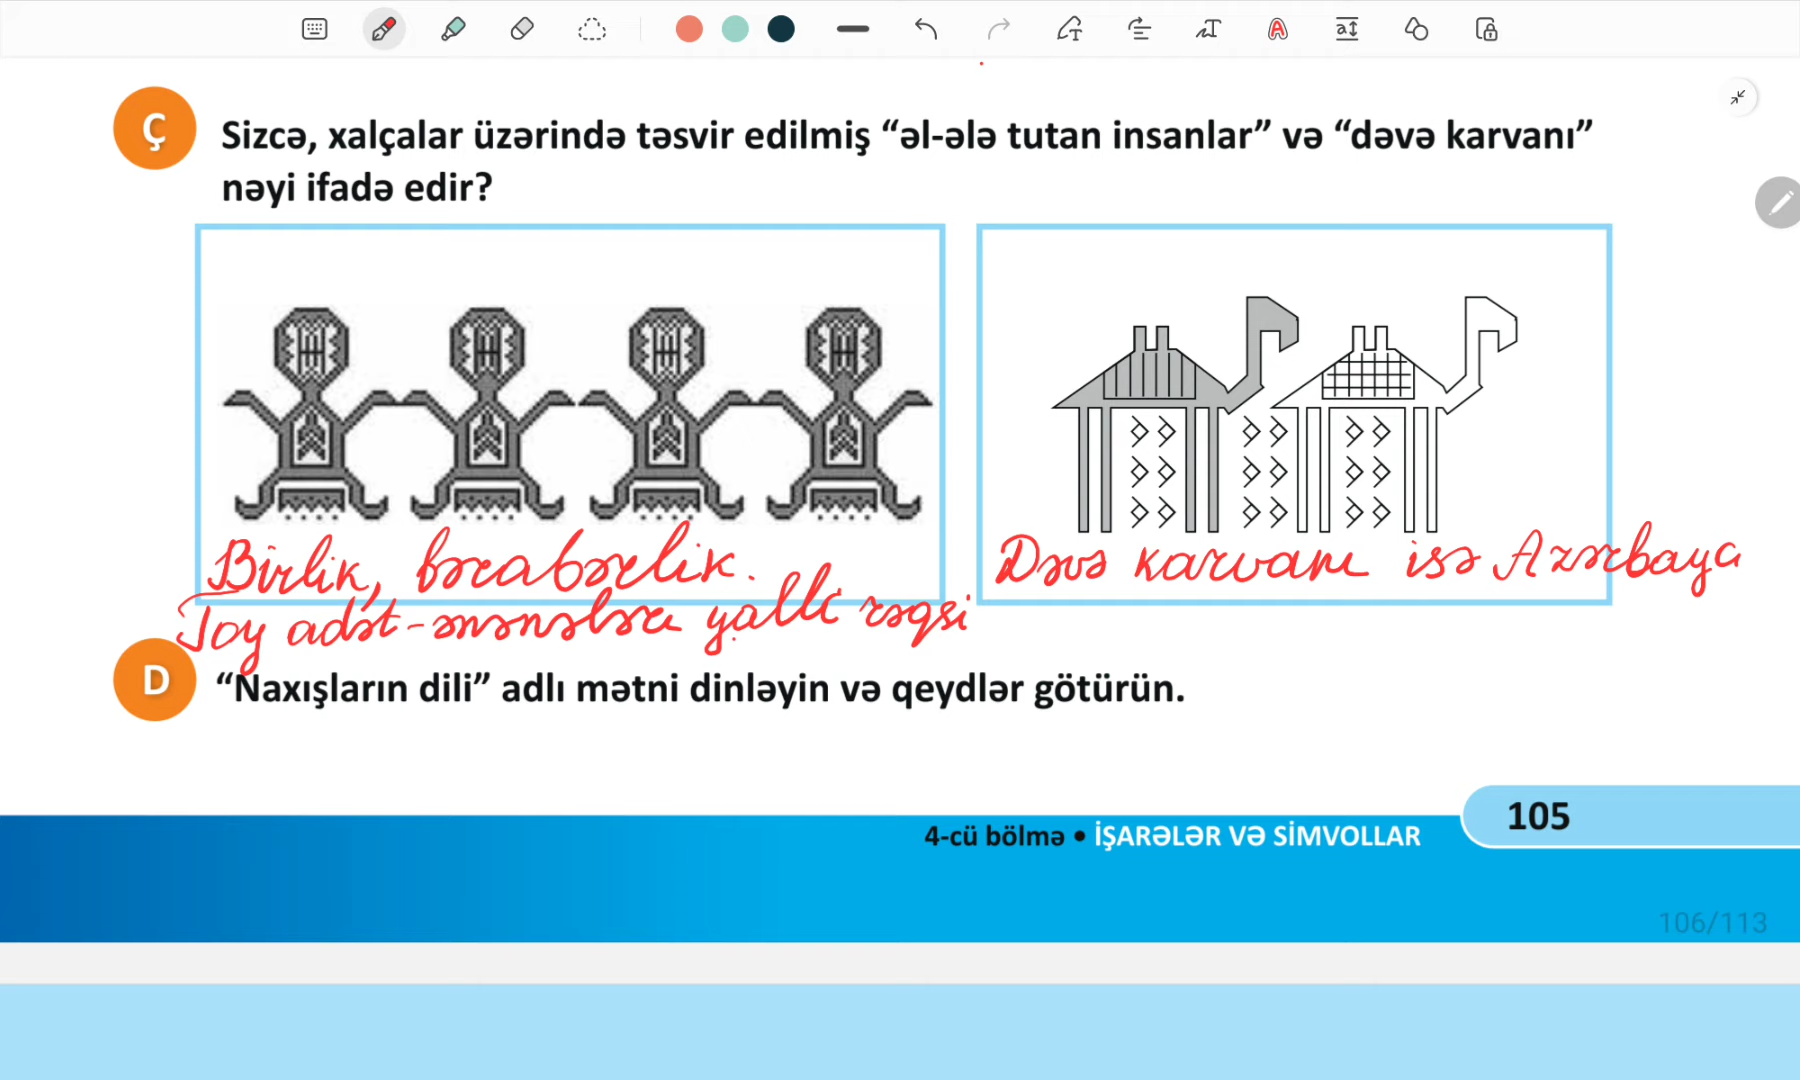 Ç
Sizcə, xalçalar üzərində təsvir edilmiş “əl-ələ tutan insanlar” və “dəvə karvanı”
nəyi ifadə edir?
Birlik, bərabərlik.
Toy adət-ənənələri yallı rəqsi
Dəvə karvanı isə Azərbayca
D
“Naxışların dili” adlı mətni dinləyin və qeydlər götürün.
4-cü bölmə • İŞARƏLƏR VƏ SİMVOLLAR
105
106/113